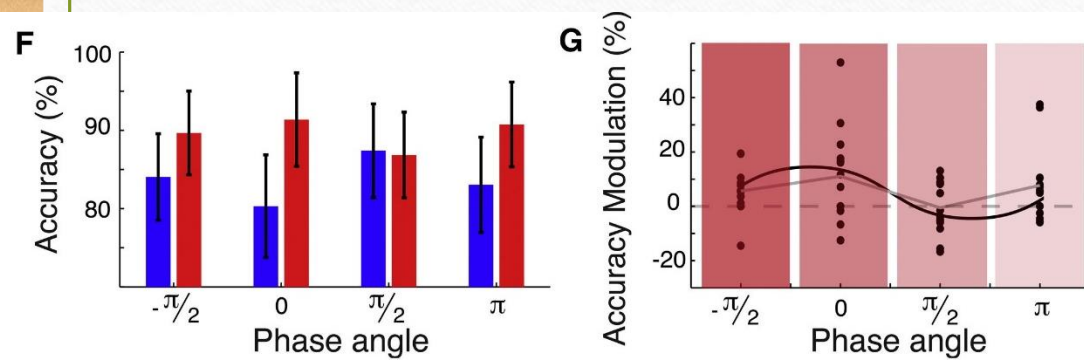 F
Accuracy (%)
100
90
80
- π/2
0
π/2
π
Phase angle
G
Accuracy Modulation (%)
40
20
0
-20
- π/2
0
π/2
π
Phase angle